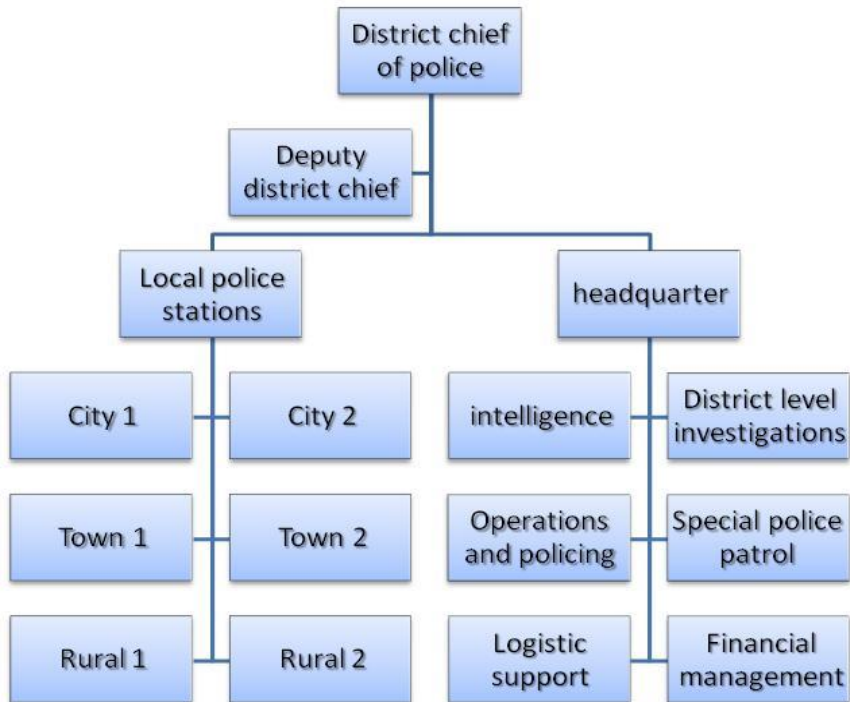 District chief
of police
Deputy
district chief
Local police
stations
headquarter
City 1
City 2
intelligence
District level
investigations
Town 1
Town 2
Operations
and policing
Special police
patrol
Rural 1
Rural 2
Logistic
support
Financial
management